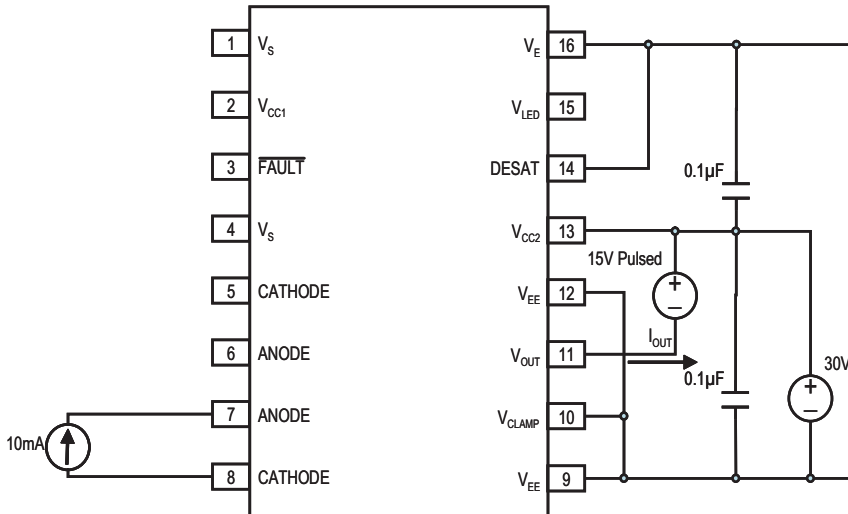 1 V_S V_E 16
2 V_CC1 V_LED 15
3 FAULT DESAT 14
0.1µF
4 V_S V_CC2 13
15V Pulsed
5 CATHODE V_EE 12
+
−
6 ANODE V_OUT 11
I_OUT
30V
0.1µF
+
−
7 ANODE V_CLAMP 10
10mA
8 CATHODE V_EE 9